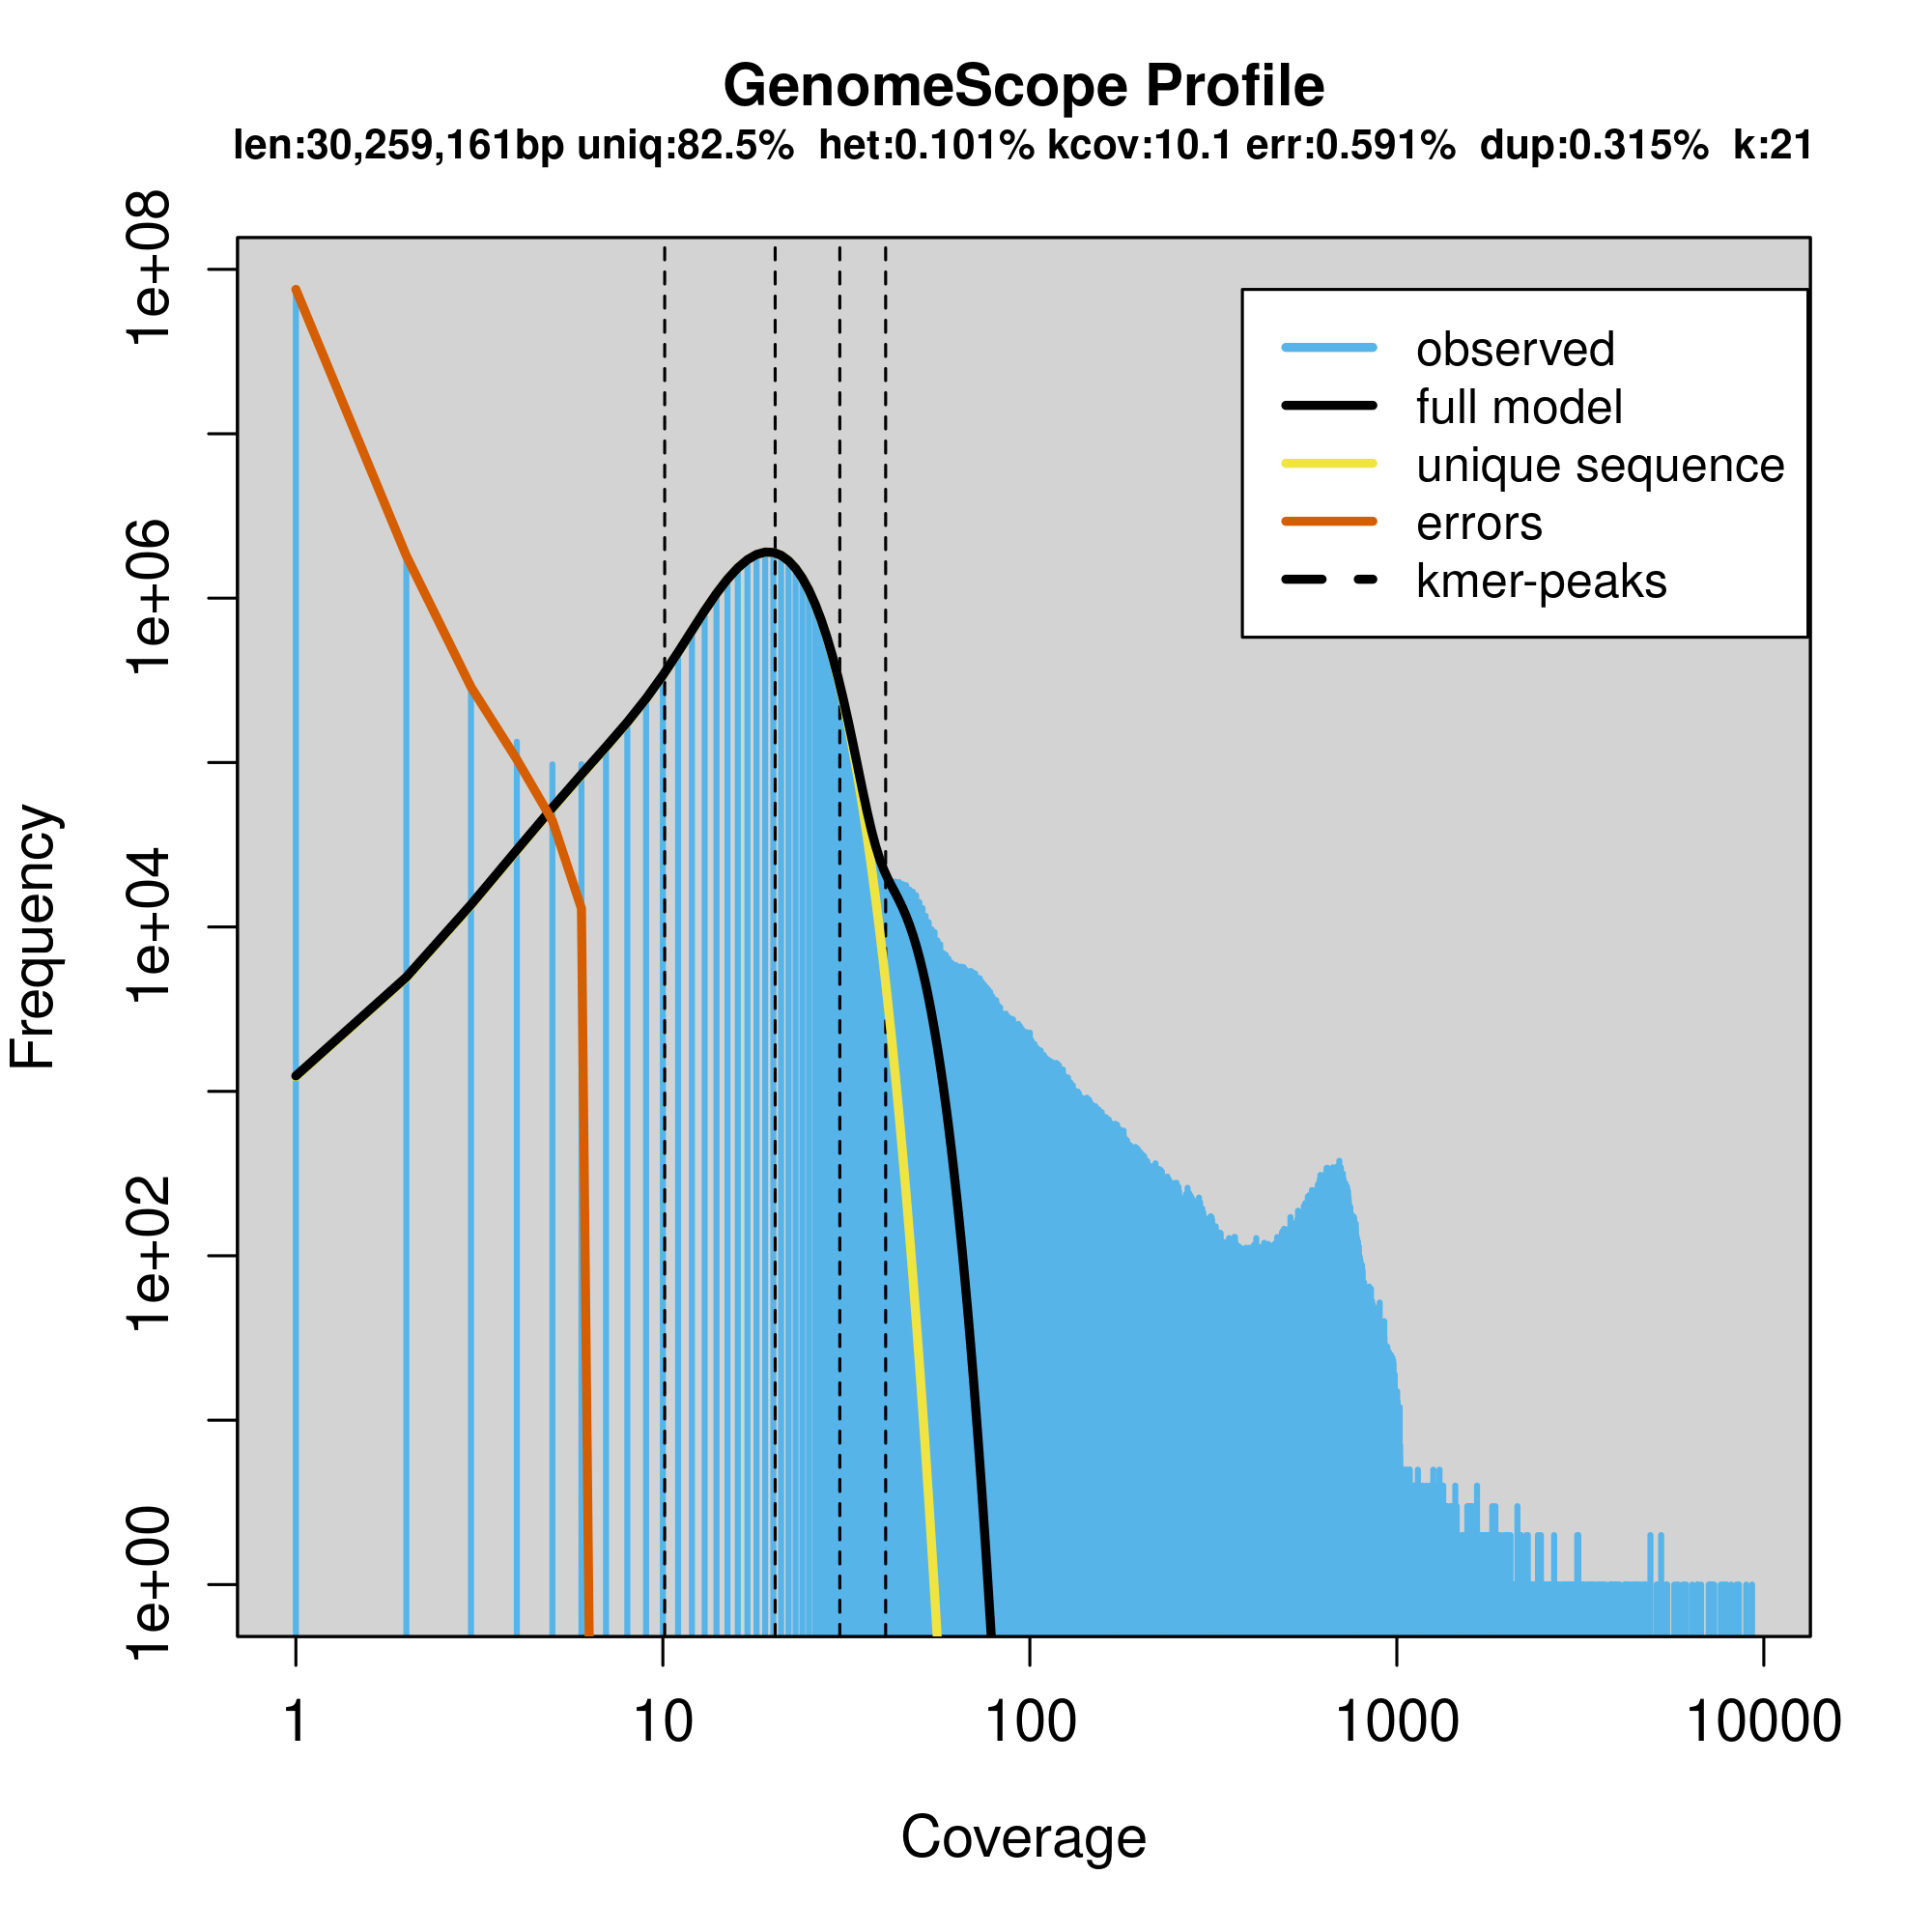 GenomeScope Profile
len:30,259,161bp uniq:82.5% het:0.101% kcov:10.1 err:0.591% dup:0.315% k:21
1e+08
1e+06
1e+04
1e+02
1e+00
Frequency
observed
full model
unique sequence
errors
kmer-peaks
1 10 100 1000 10000
Coverage